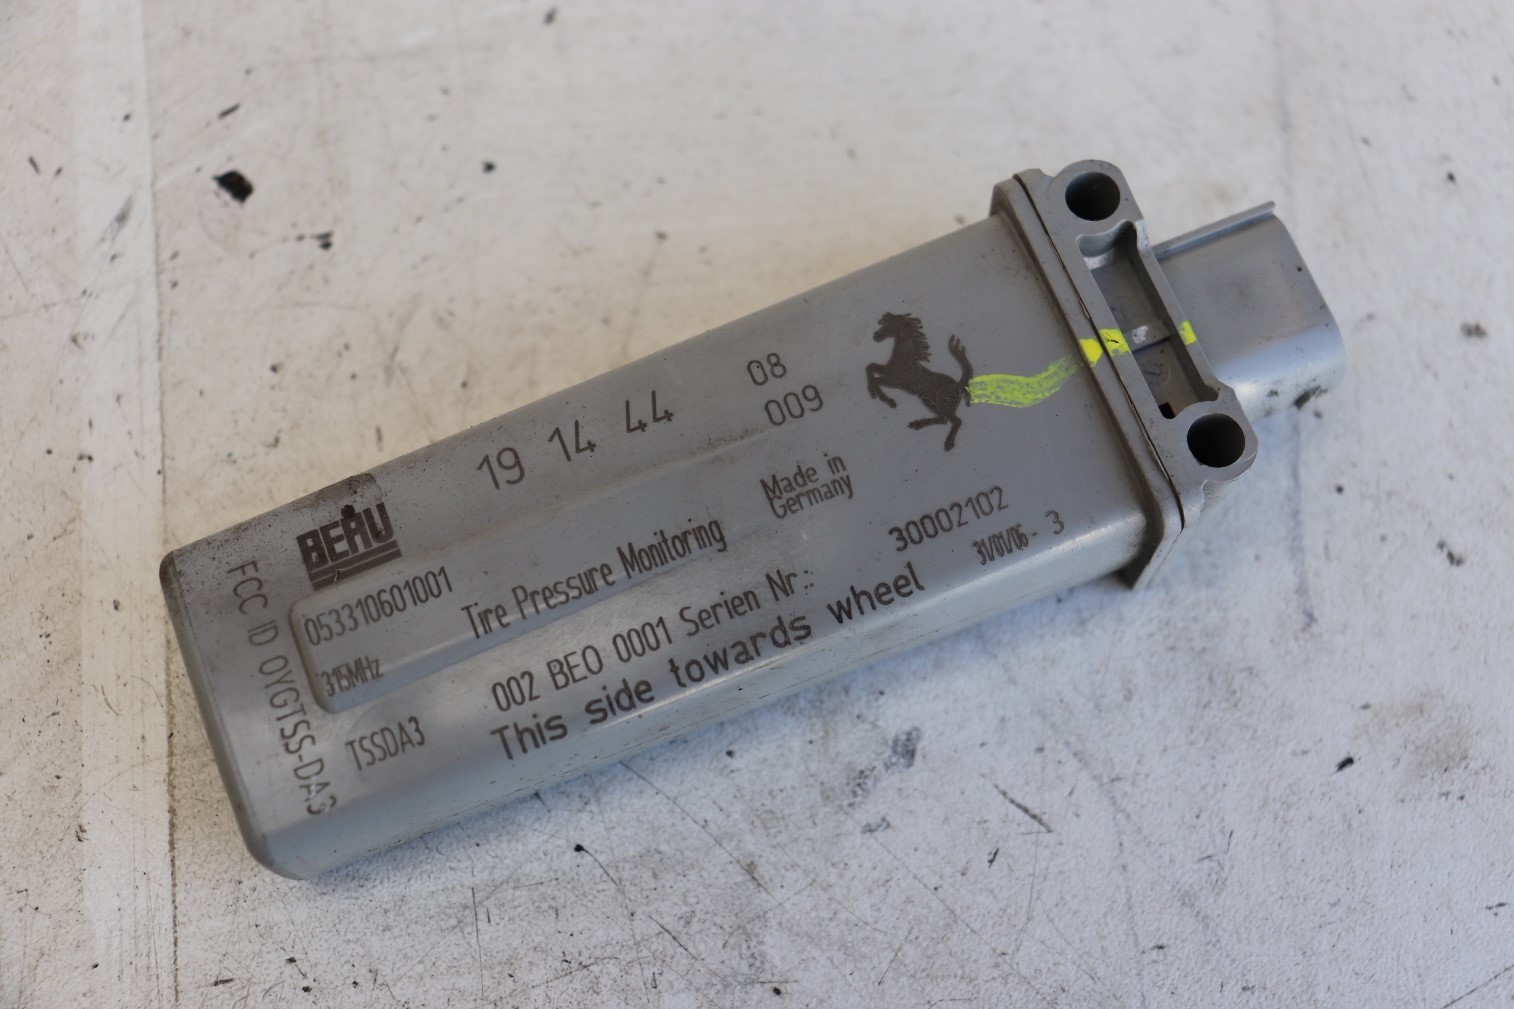 19 14 44
08
009
BERU
053310601001
315MHz
Tire Pressure Monitoring
Made in
Germany
30002102
31/01/06 - 3
002 BEO 0001 Serien Nr.:
TSSDA3
This side towards wheel
FCC ID OYGTSS-DA3